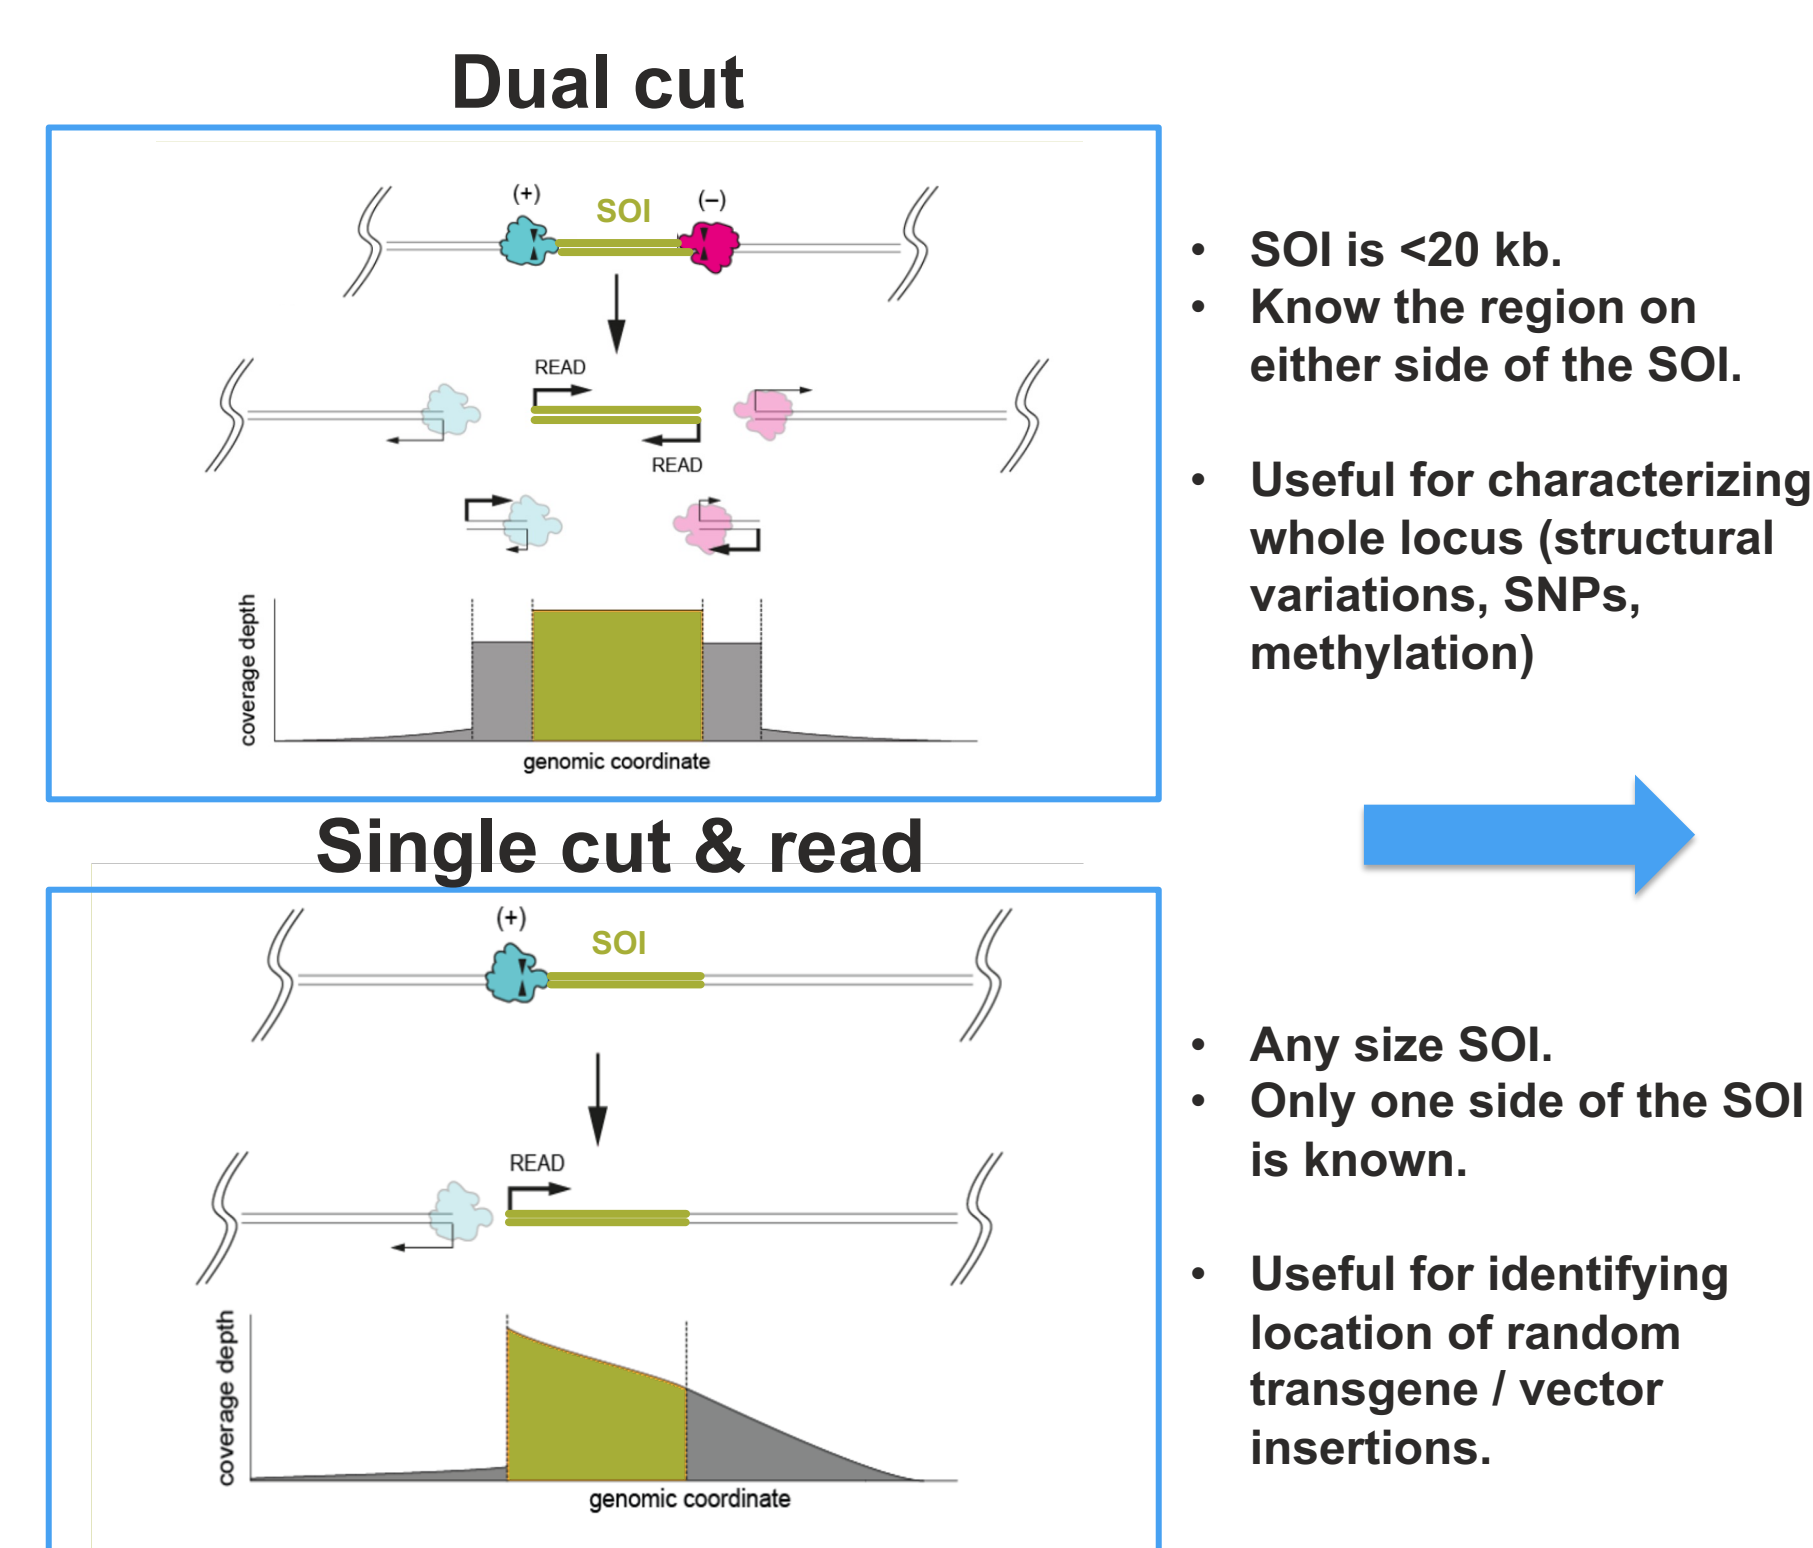 Dual cut
(+)
SOI
(–)
READ
READ
coverage depth
genomic coordinate
• SOI is <20 kb.
• Know the region on
either side of the SOI.
• Useful for characterizing
whole locus (structural
variations, SNPs,
methylation)
Single cut & read
(+)
SOI
READ
coverage depth
genomic coordinate
• Any size SOI.
• Only one side of the SOI
is known.
• Useful for identifying
location of random
transgene / vector
insertions.